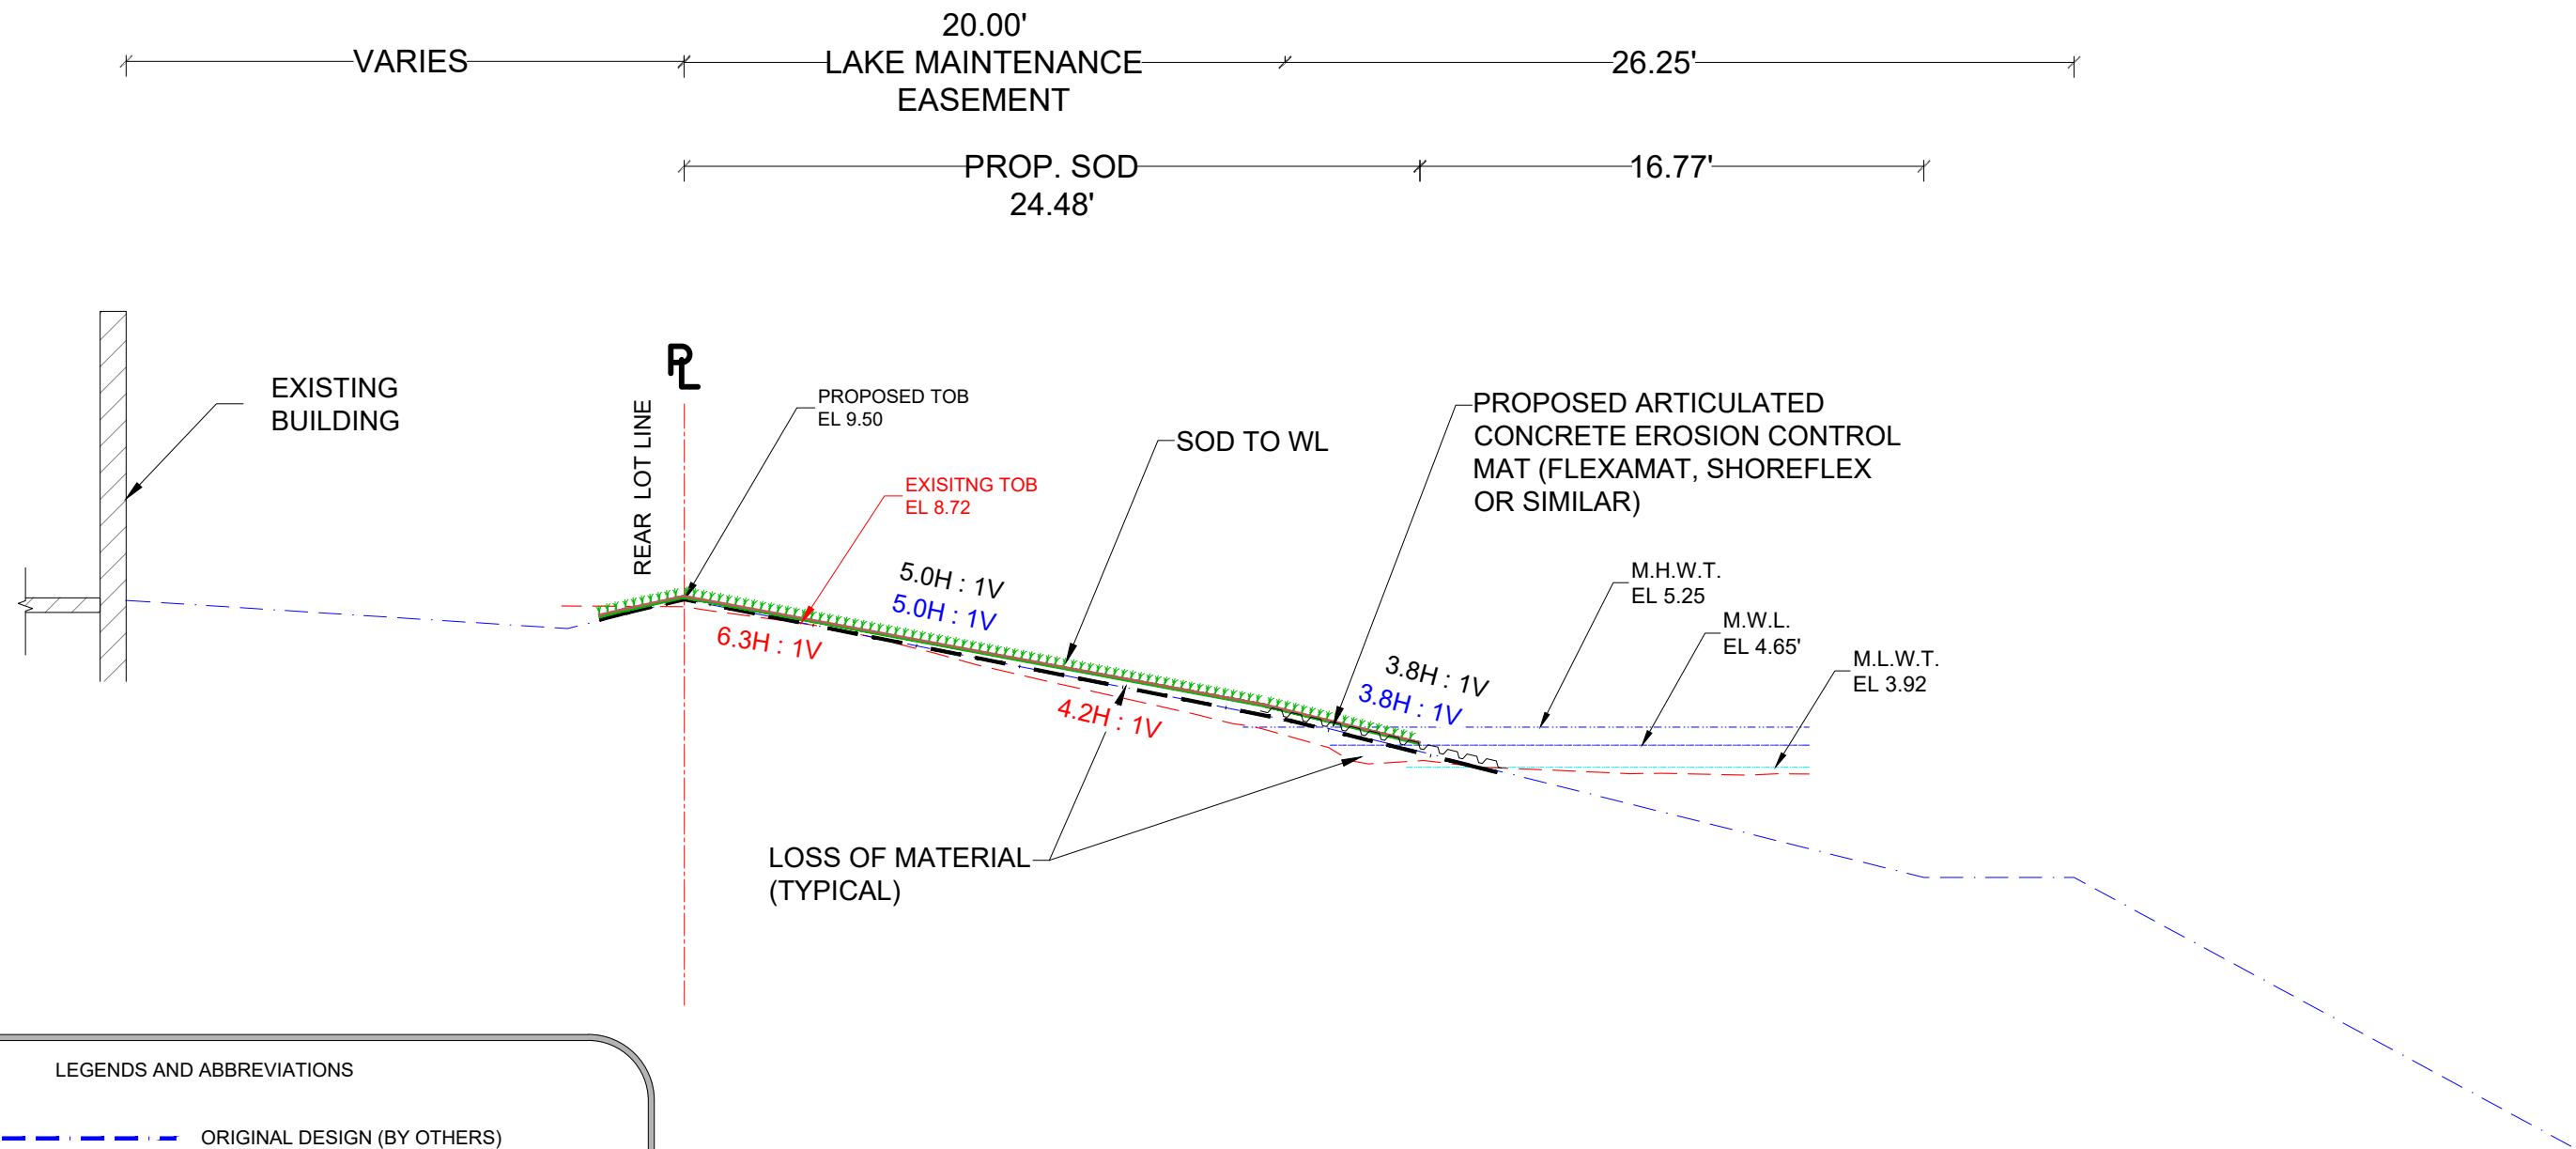 20.00'
VARIES
LAKE MAINTENANCE
26.25'
EASEMENT
PROP. SOD
16.77'
24.48'
EXISTING
BUILDING
PL
REAR LOT LINE
PROPOSED TOB
EL 9.50
EXISITNG TOB
EL 8.72
SOD TO WL
PROPOSED ARTICULATED
CONCRETE EROSION CONTROL
MAT (FLEXAMAT, SHOREFLEX
OR SIMILAR)
5.0H : 1V
5.0H : 1V
6.3H : 1V
4.2H : 1V
3.8H : 1V
3.8H : 1V
M.H.W.T.
EL 5.25
M.W.L.
EL 4.65'
M.L.W.T.
EL 3.92
LOSS OF MATERIAL
(TYPICAL)
LEGENDS AND ABBREVIATIONS
ORIGINAL DESIGN (BY OTHERS)